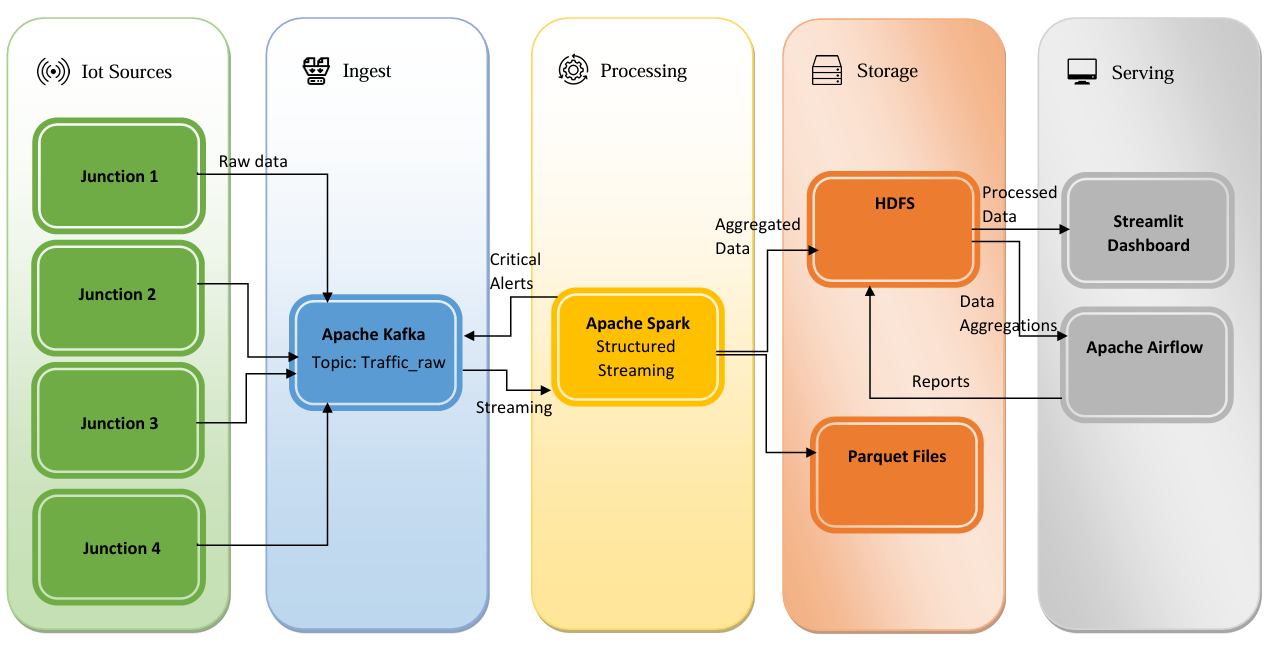 Iot Sources
Junction 1
Junction 2
Junction 3
Junction 4
Raw data
Ingest
Apache Kafka
Topic: Traffic_raw
Critical
Alerts
Streaming
Processing
Apache Spark
Structured
Streaming
Aggregated
Data
Storage
HDFS
Parquet Files
Processed
Data
Data
Aggregations
Reports
Serving
Streamlit
Dashboard
Apache Airflow